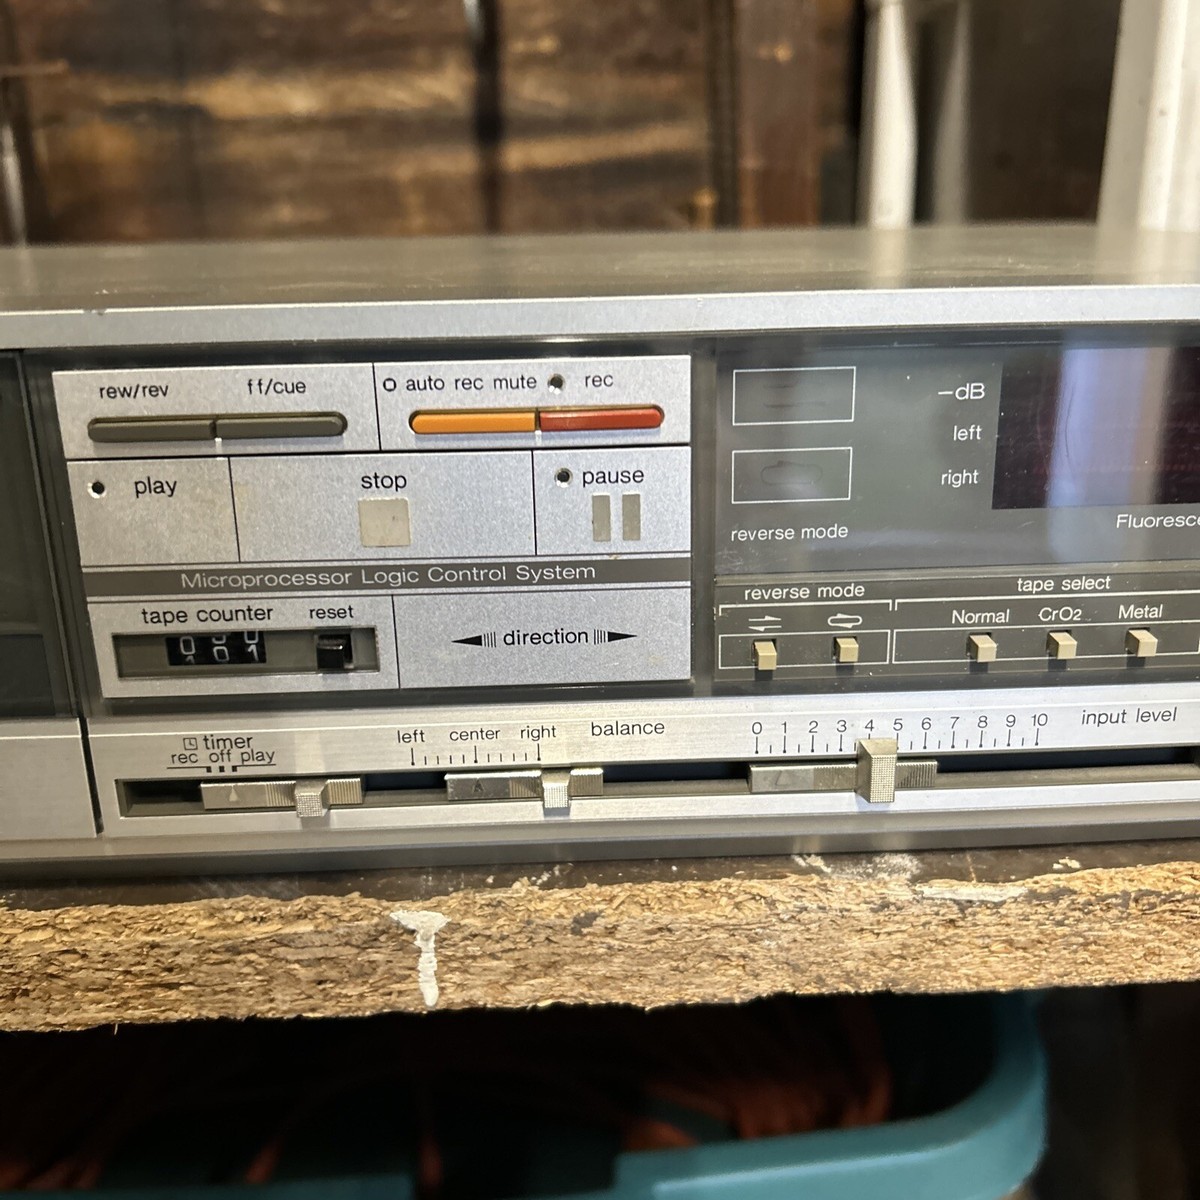 rew/rev ff/cue
auto rec mute rec
play stop pause
Microprocessor Logic Control System
tape counter reset
direction
-dB
left
right
reverse mode
reverse mode tape select
Normal CrO2 Metal
timer
rec off play
left center right balance
0 1 2 3 4 5 6 7 8 9 10 input level